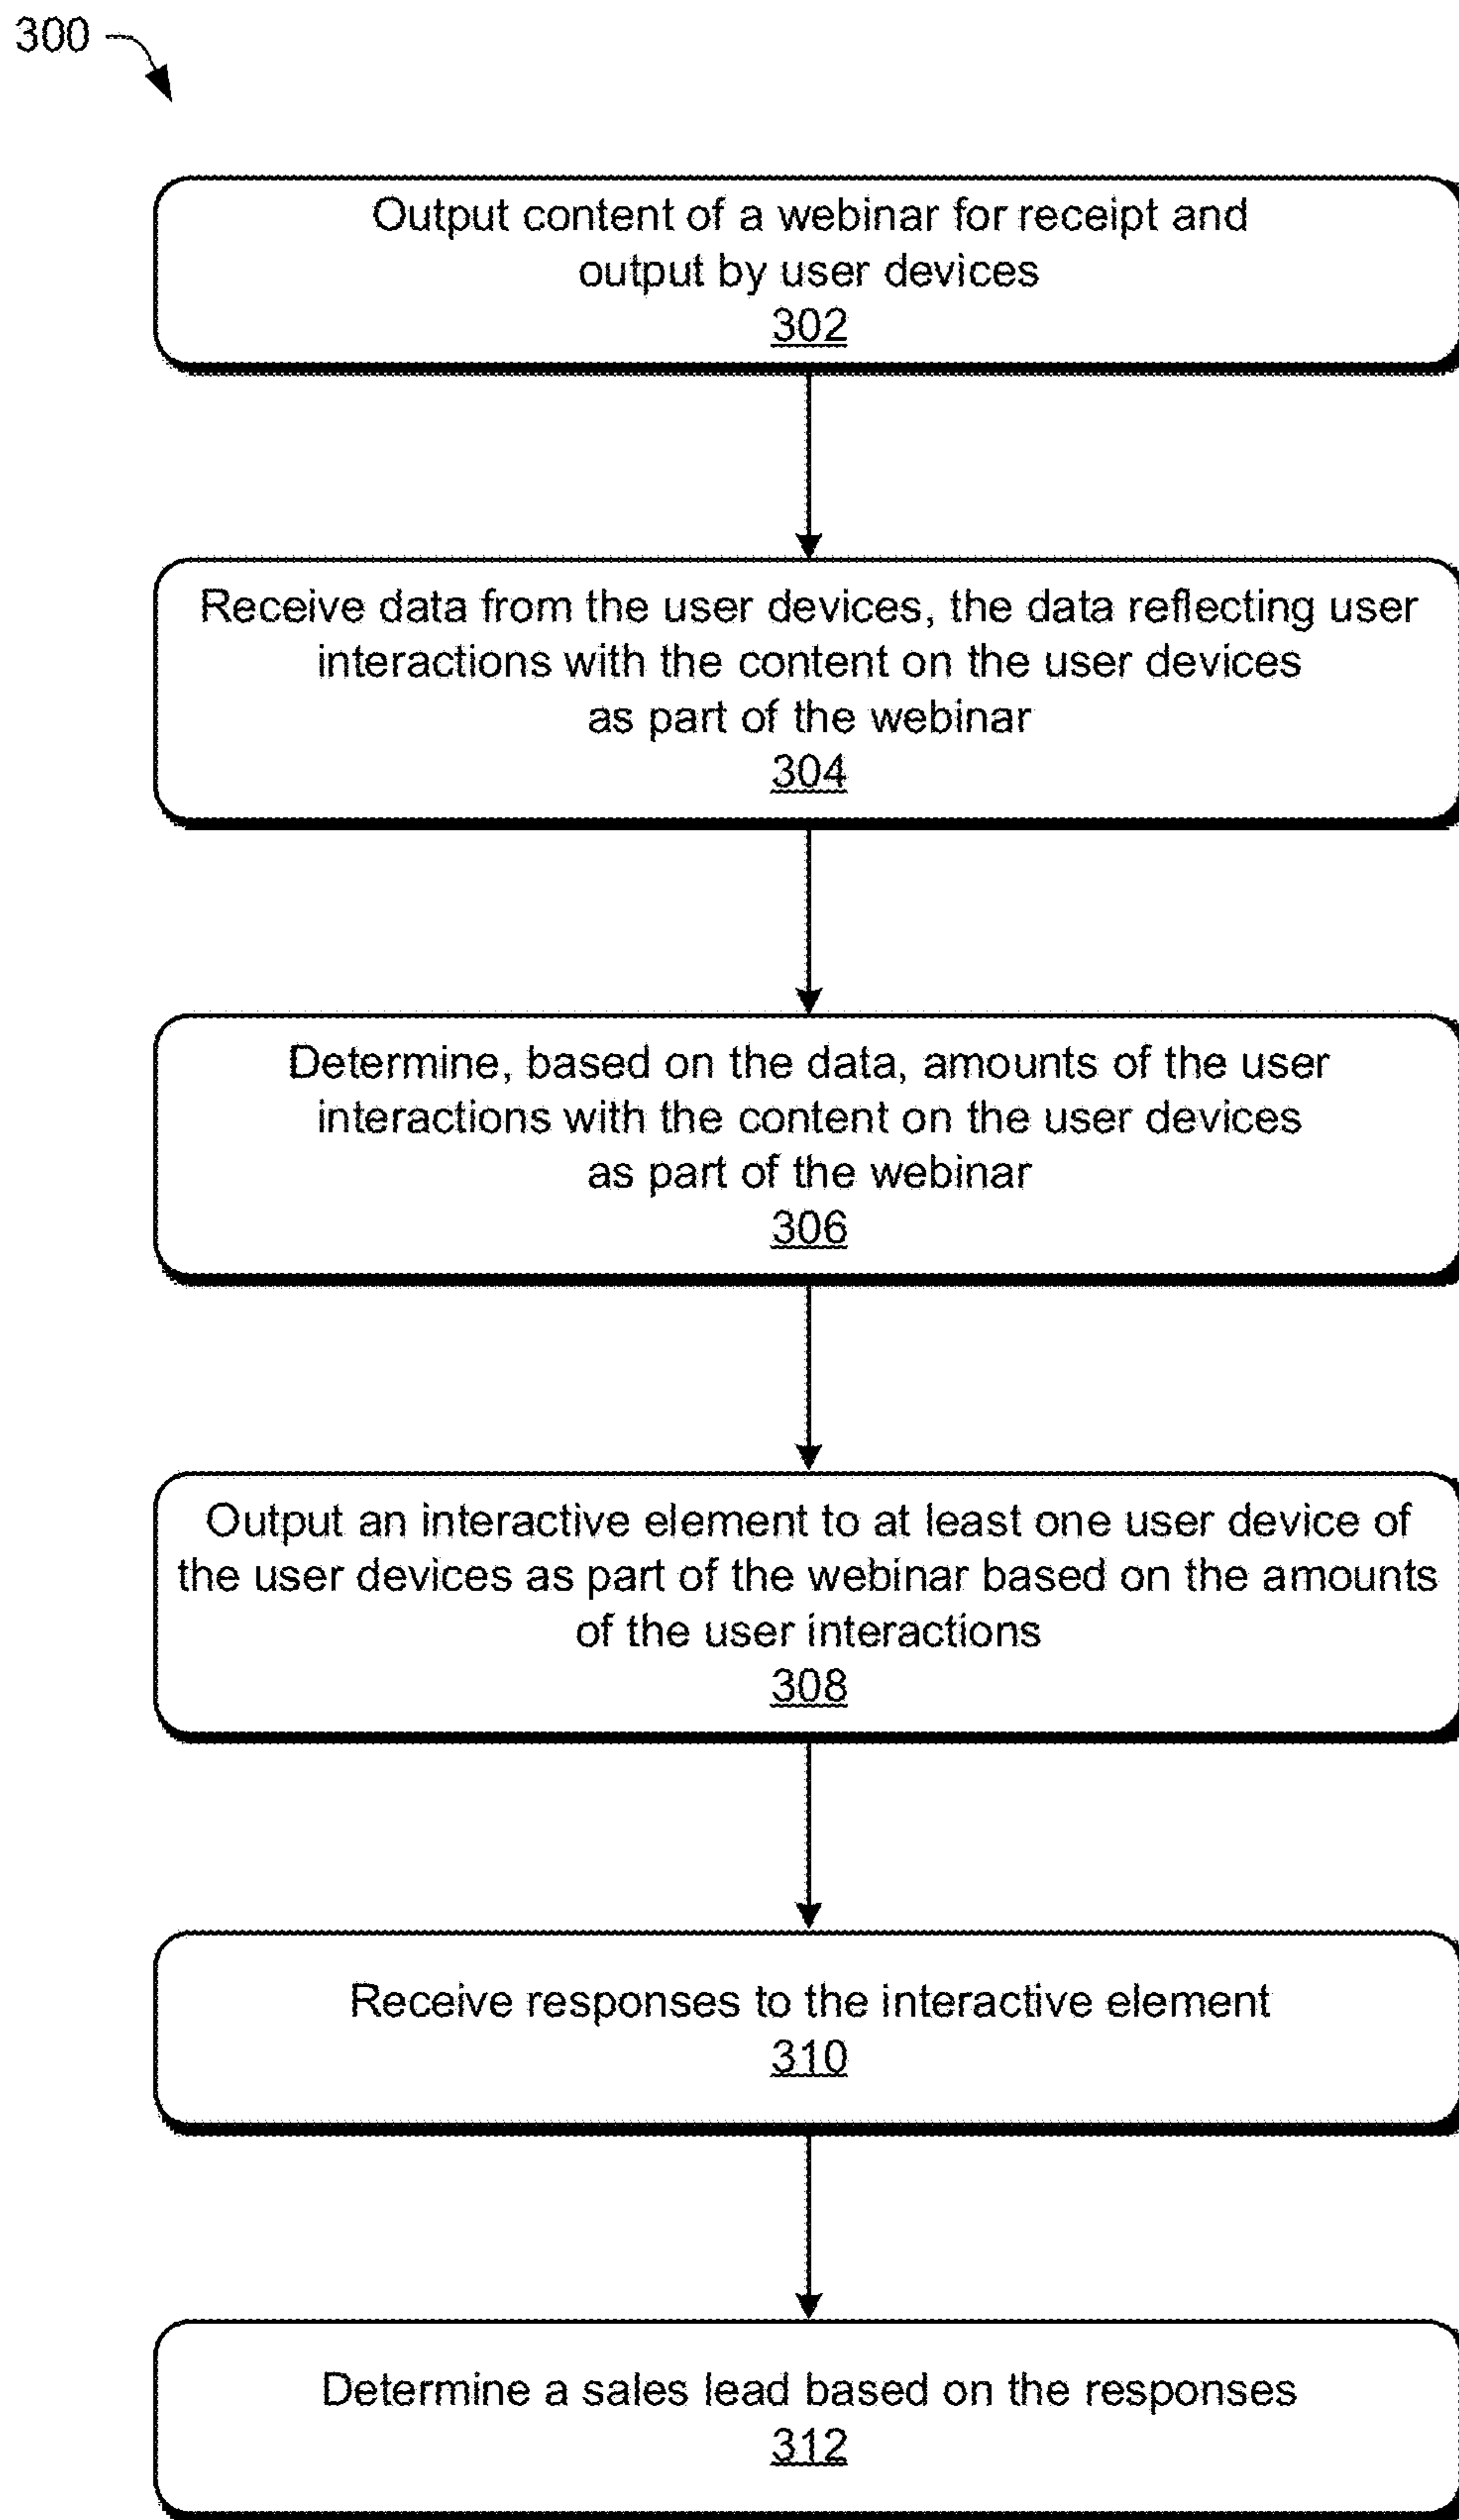 300
Output content of a webinar for receipt and
output by user devices
302
Receive data from the user devices, the data reflecting user
interactions with the content on the user devices
as part of the webinar
304
Determine, based on the data, amounts of the user
interactions with the content on the user devices
as part of the webinar
306
Output an interactive element to at least one user device of
the user devices as part of the webinar based on the amounts
of the user interactions
308
Receive responses to the interactive element
310
Determine a sales lead based on the responses
312